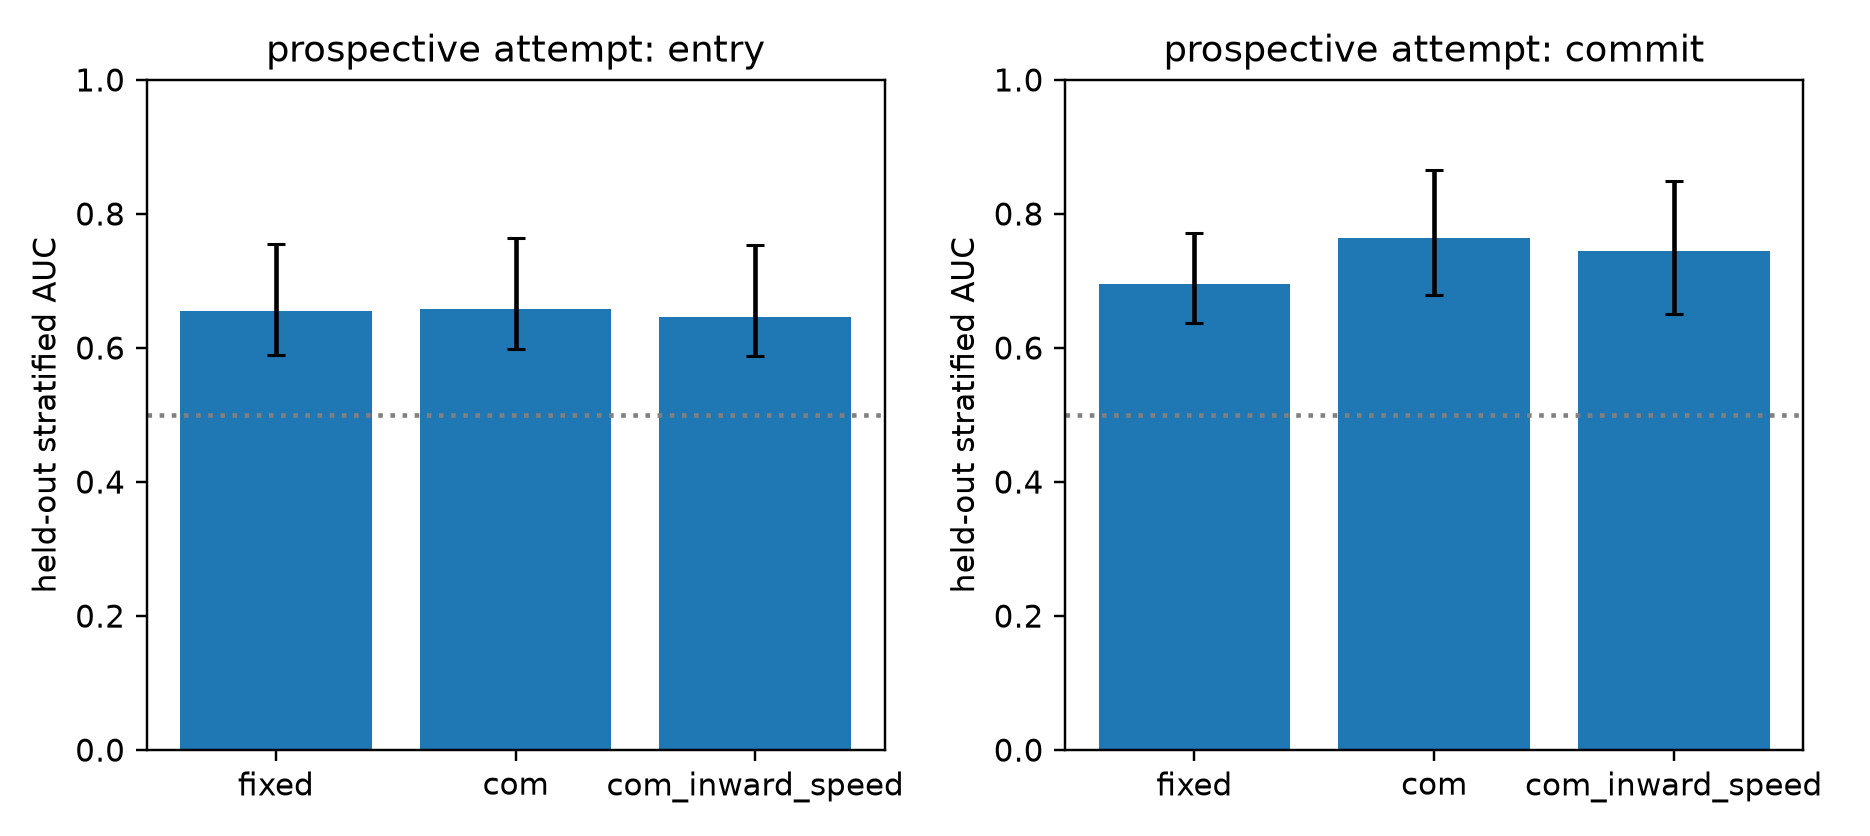 prospective attempt: entry
held-out stratified AUC
1.0
0.8
0.6
0.4
0.2
0.0
fixed
com
com_inward_speed
prospective attempt: commit
held-out stratified AUC
1.0
0.8
0.6
0.4
0.2
0.0
fixed
com
com_inward_speed